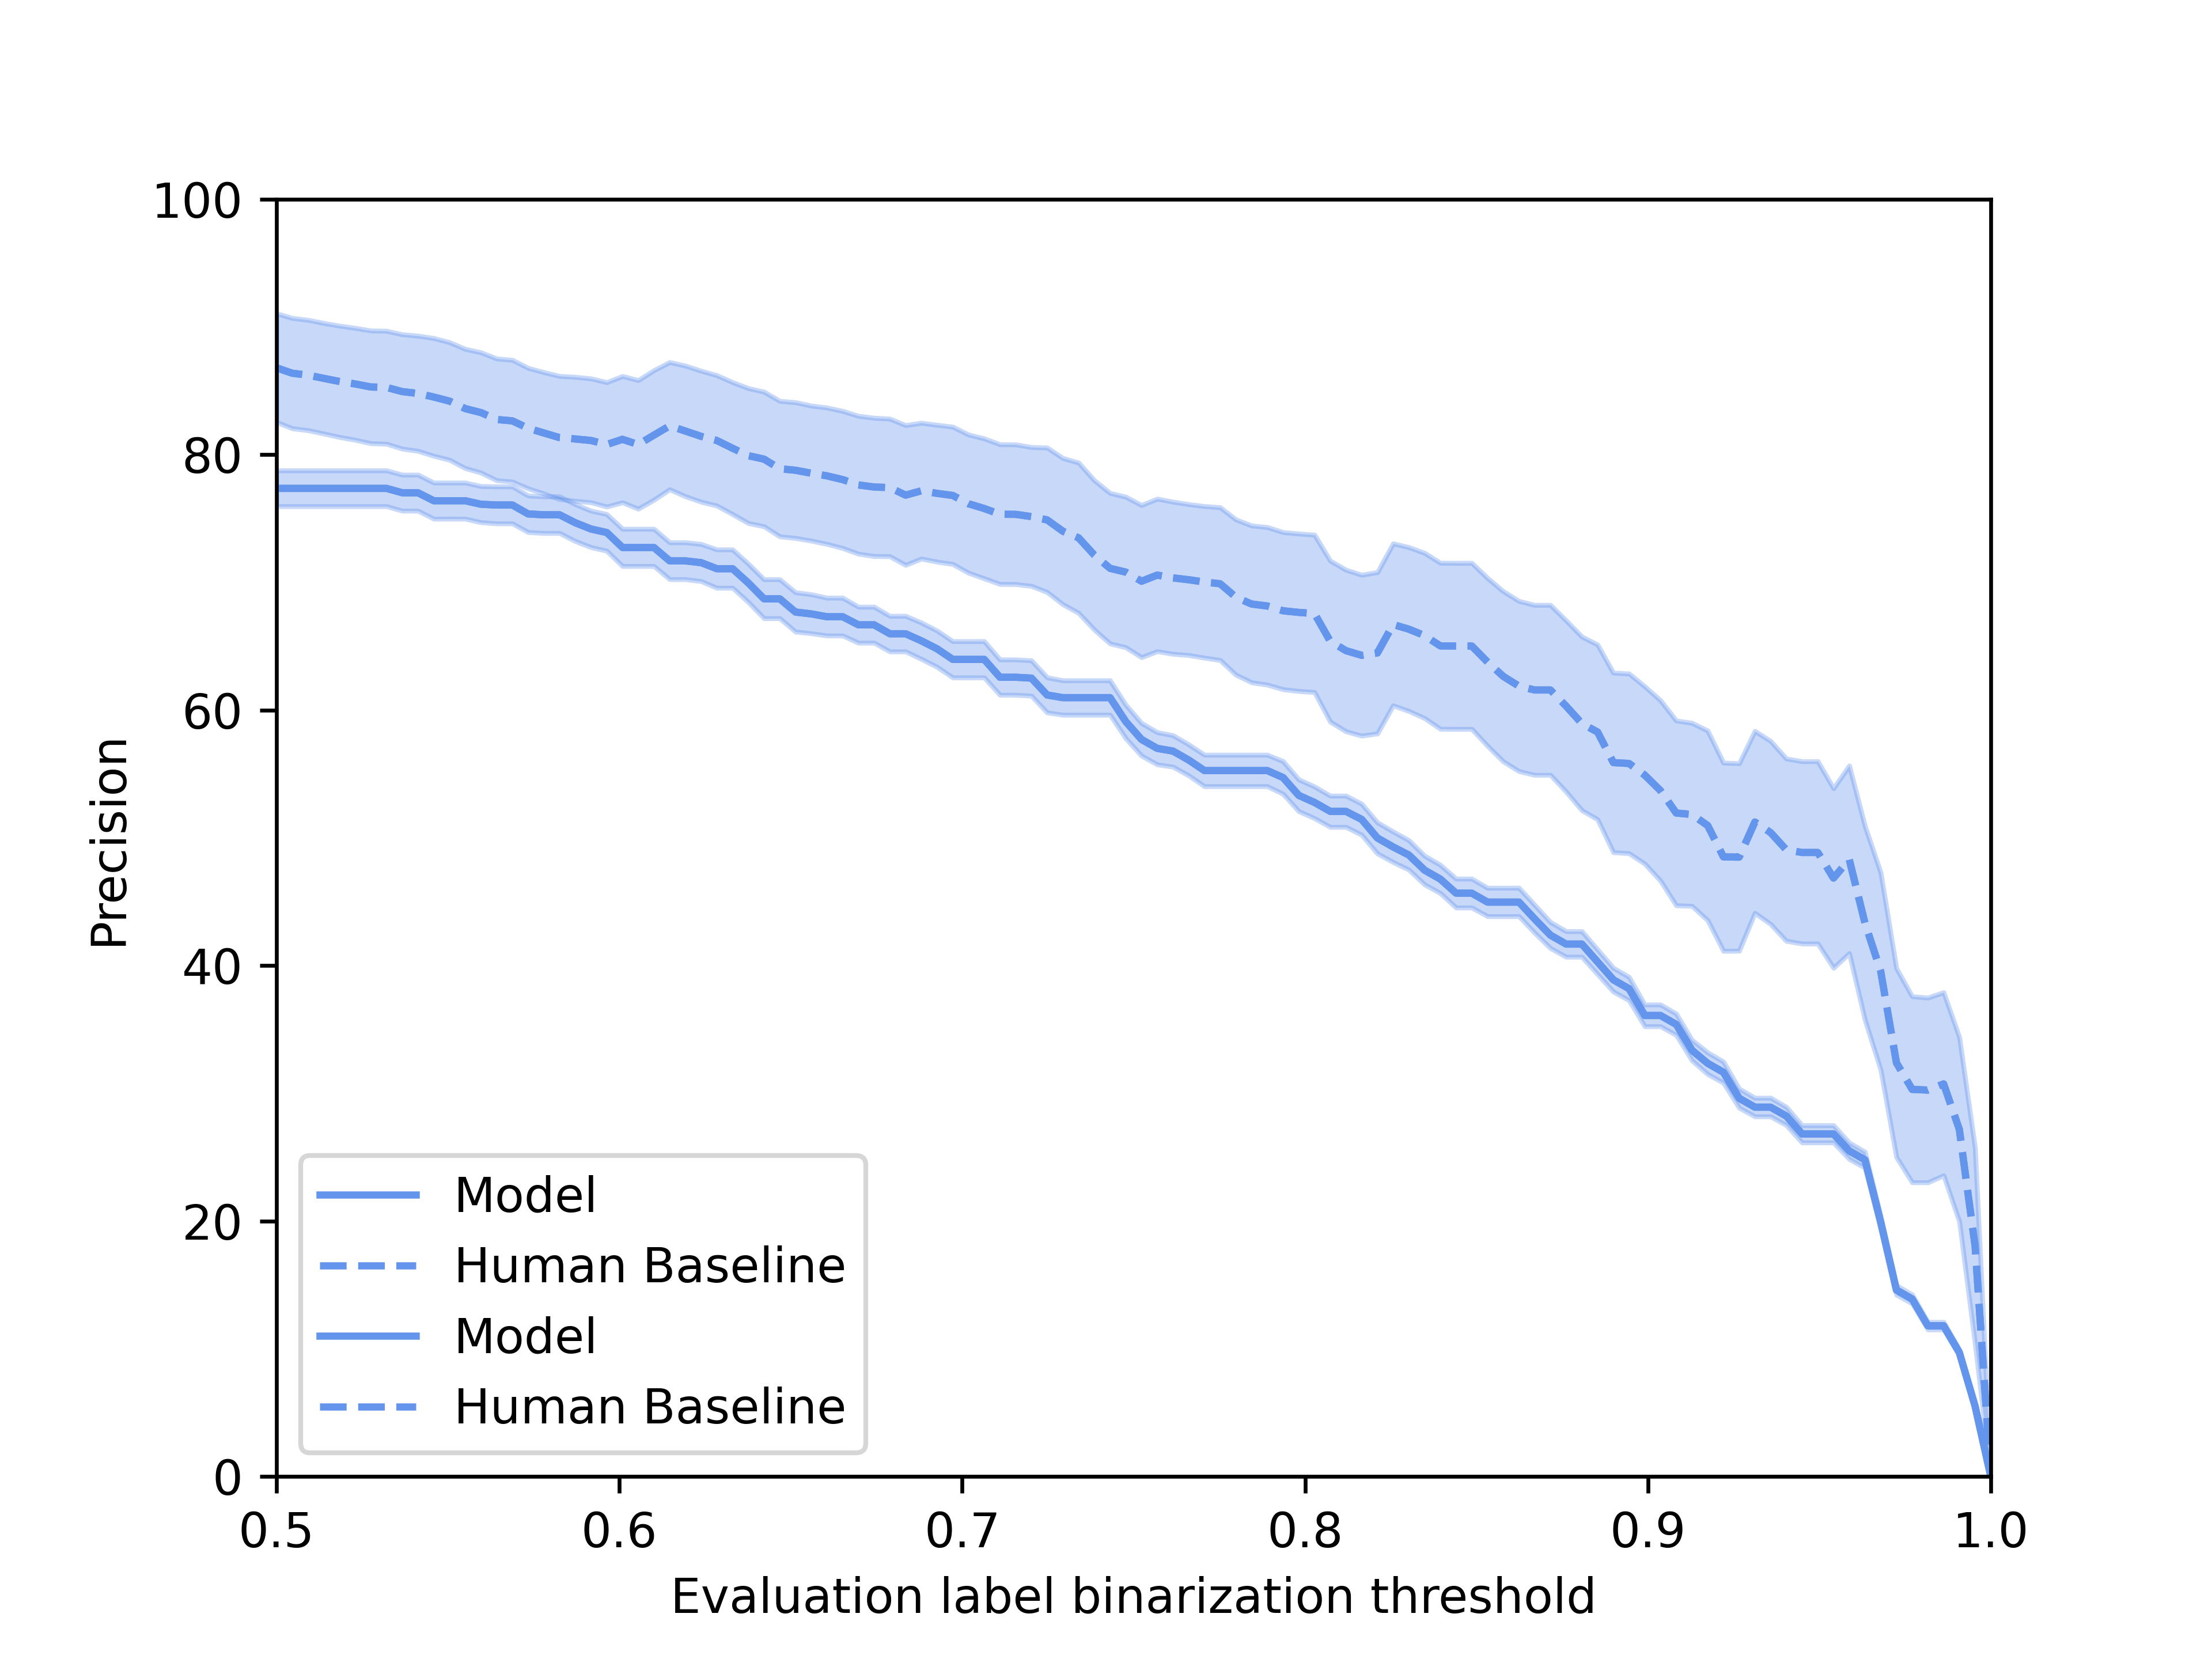 100
80
60
40
20
0
Precision
Model
Human Baseline
Model
Human Baseline
0.5 0.6 0.7 0.8 0.9 1.0
Evaluation label binarization threshold